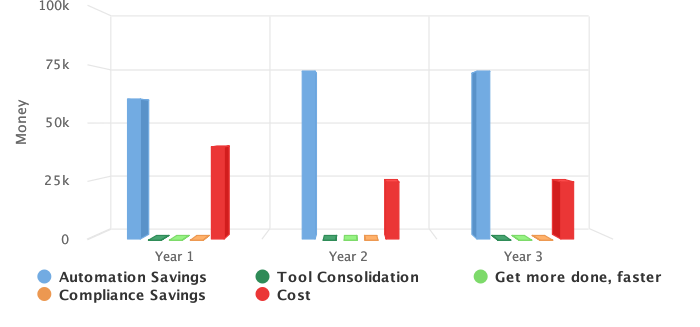 100k
75k
50k
25k
0
Money
Year 1 Year 2 Year 3
Automation Savings Tool Consolidation Get more done, faster
Compliance Savings Cost